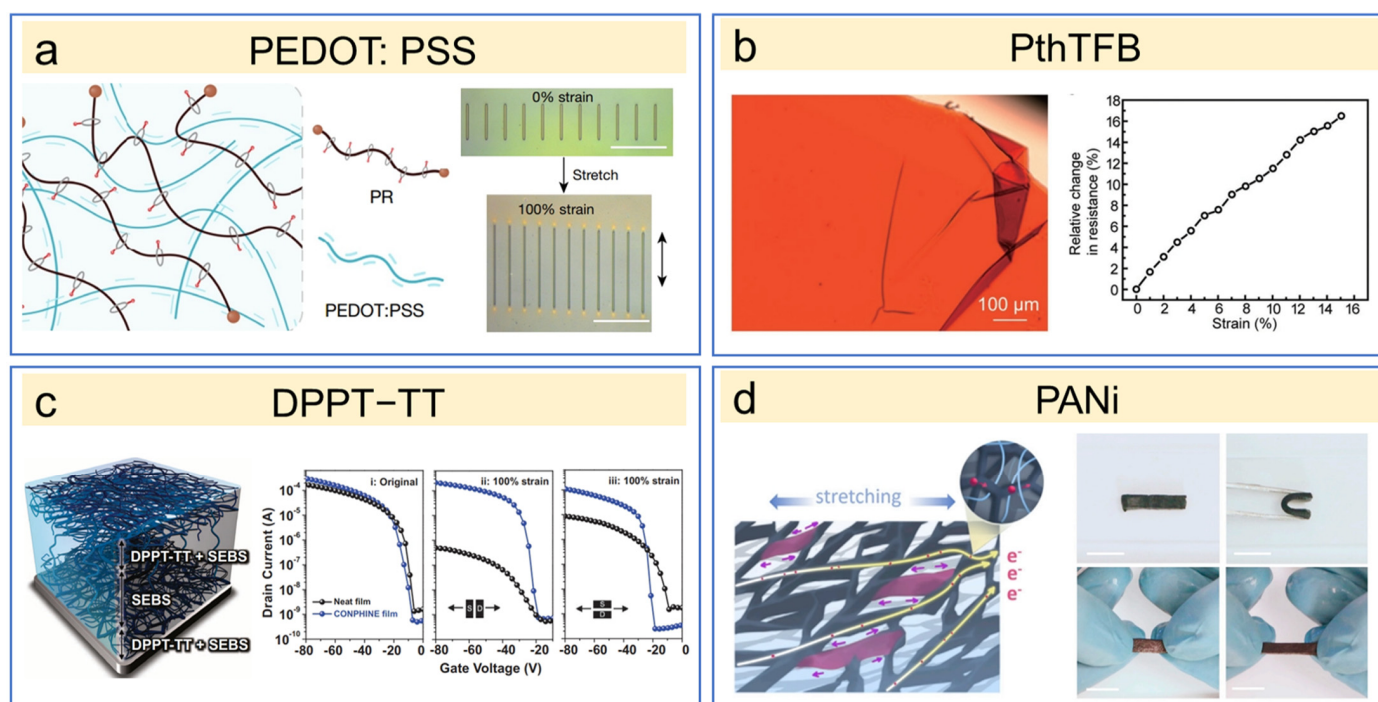 a
PEDOT: PSS
PR
PEDOT:PSS
0% strain
Stretch
100% strain
b
PthTFB
100 μm
Relative change
in resistance (%)
18
16
14
12
10
8
6
4
2
0
0 2 4 6 8 10 12 14 16
Strain (%)
c
DPPT−TT
DPPT-TT + SEBS
SEBS
DPPT-TT + SEBS
Drain Current (A)
10⁻⁴
10⁻⁵
10⁻⁶
10⁻⁷
10⁻⁸
10⁻⁹
10⁻¹⁰
i: Original
Neat film
CONPHINE film
-80 -60 -40 -20 0
ii: 100% strain
S D
-80 -60 -40 -20
iii: 100% strain
S
D
-80 -60 -40 -20 0
Gate Voltage (V)
d
PANi
stretching
e⁻
e⁻
e⁻